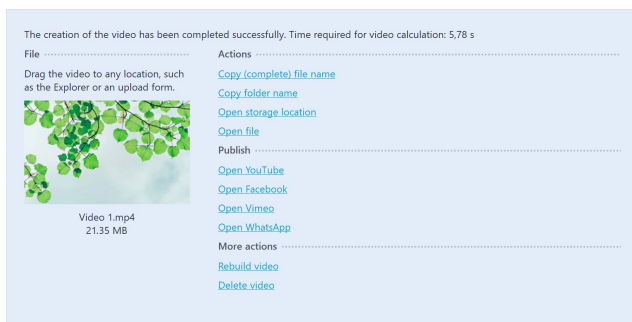 The creation of the video has been completed successfully. Time required for video calculation: 5,78 s
File
Drag the video to any location, such
as the Explorer or an upload form.
Video 1.mp4
21.35 MB
Actions
Copy (complete) file name
Copy folder name
Open storage location
Open file
Publish
Open YouTube
Open Facebook
Open Vimeo
Open WhatsApp
More actions
Rebuild video
Delete video